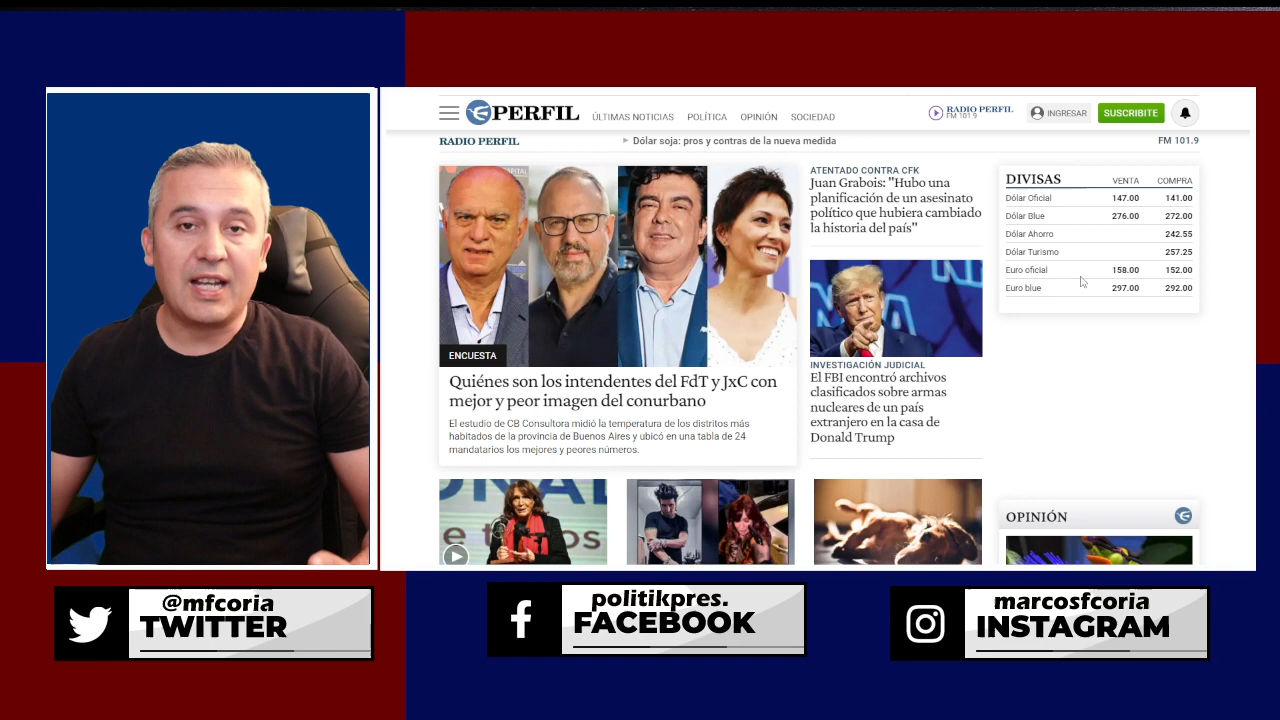 PERFIL
ÚLTIMAS NOTICIAS
POLÍTICA
OPINIÓN
SOCIEDAD
RADIO PERFIL
FM 101.9
INGRESAR
SUSCRIBITE
RADIO PERFIL
Dólar soja: pros y contras de la nueva medida
FM 101.9
ENCUESTA
Quiénes son los intendentes del FdT y JxC con
mejor y peor imagen del conurbano
El estudio de CB Consultora midió la temperatura de los distritos más
habitados de la provincia de Buenos Aires y ubicó en una tabla de 24
mandatarios los mejores y peores números.
ATENTADO CONTRA CFK
Juan Grabois: "Hubo una
planificación de un asesinato
político que hubiera cambiado
la historia del país"
INVESTIGACIÓN JUDICIAL
El FBI encontró archivos
clasificados sobre armas
nucleares de un país
extranjero en la casa de
Donald Trump
DIVISAS VENTA COMPRA
Dólar Oficial 147.00 141.00
Dólar Blue 276.00 272.00
Dólar Ahorro 242.55
Dólar Turismo 257.25
Euro oficial 158.00 152.00
Euro blue 297.00 292.00
OPINIÓN
@mfcoria
TWITTER
politikpres.
FACEBOOK
marcosfcoria
INSTAGRAM